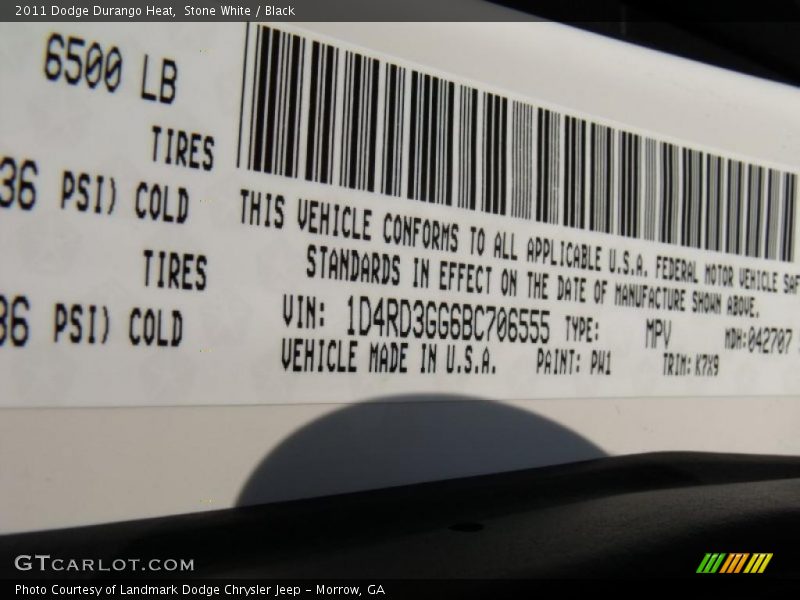 2011 Dodge Durango Heat, Stone White / Black
6500 LB
TIRES
36 PSI) COLD
TIRES
36 PSI) COLD
THIS VEHICLE CONFORMS TO ALL APPLICABLE U.S.A. FEDERAL MOTOR VEHICLE SAF
STANDARDS IN EFFECT ON THE DATE OF MANUFACTURE SHOWN ABOVE.
VIN: 1D4RD3GG6BC706555 TYPE: MPV MDH:042707
VEHICLE MADE IN U.S.A. PAINT: PW1 TRIM: K7X9
GTCARLOT.COM
Photo Courtesy of Landmark Dodge Chrysler Jeep - Morrow, GA